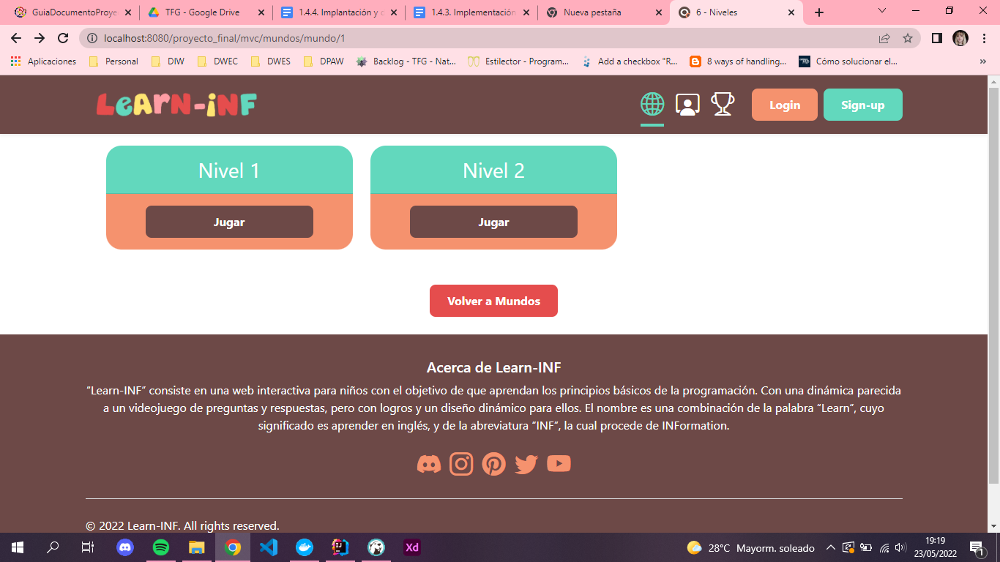 GuiaDocumentoProye
TFG - Google Drive
1.4.4. Implantación y c
1.4.3. Implementación
Nueva pestaña
6 - Niveles
localhost:8080/proyecto_final/mvc/mundos/mundo/1
Aplicaciones
Personal
DIW
DWEC
DWES
DPAW
Backlog - TFG - Nat...
Estilector - Program...
Add a checkbox "R...
8 ways of handling...
Cómo solucionar el...
»
LeArN-iNF
Login
Sign-up
Nivel 1
Nivel 2
Jugar
Jugar
Volver a Mundos
Acerca de Learn-INF
“Learn-INF” consiste en una web interactiva para niños con el objetivo de que aprendan los principios básicos de la programación. Con una dinámica parecida
a un videojuego de preguntas y respuestas, pero con logros y un diseño dinámico para ellos. El nombre es una combinación de la palabra “Learn”, cuyo
significado es aprender en inglés, y de la abreviatura “INF”, la cual procede de INFormation.
© 2022 Learn-INF. All rights reserved.
Xd
28°C Mayorm. soleado
19:19
23/05/2022
1